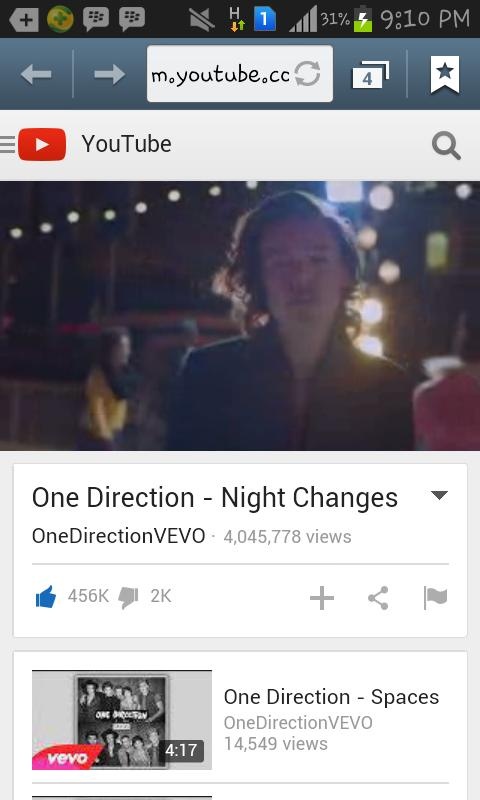 H 1 31% 9:10 PM
m.youtube.cc
4
YouTube
One Direction - Night Changes
OneDirectionVEVO · 4,045,778 views
456K 2K
ONE DIRECTION
One Direction - Spaces
OneDirectionVEVO
14,549 views
vevo 4:17